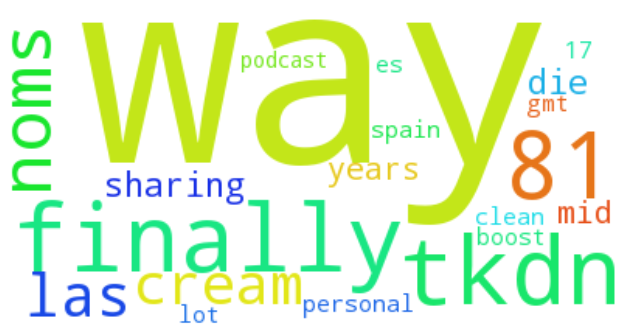 way
noms
podcast
es
17
die
gmt
spain
81
years
sharing
mid
finally
clean
tkdn
boost
las
cream
personal
lot